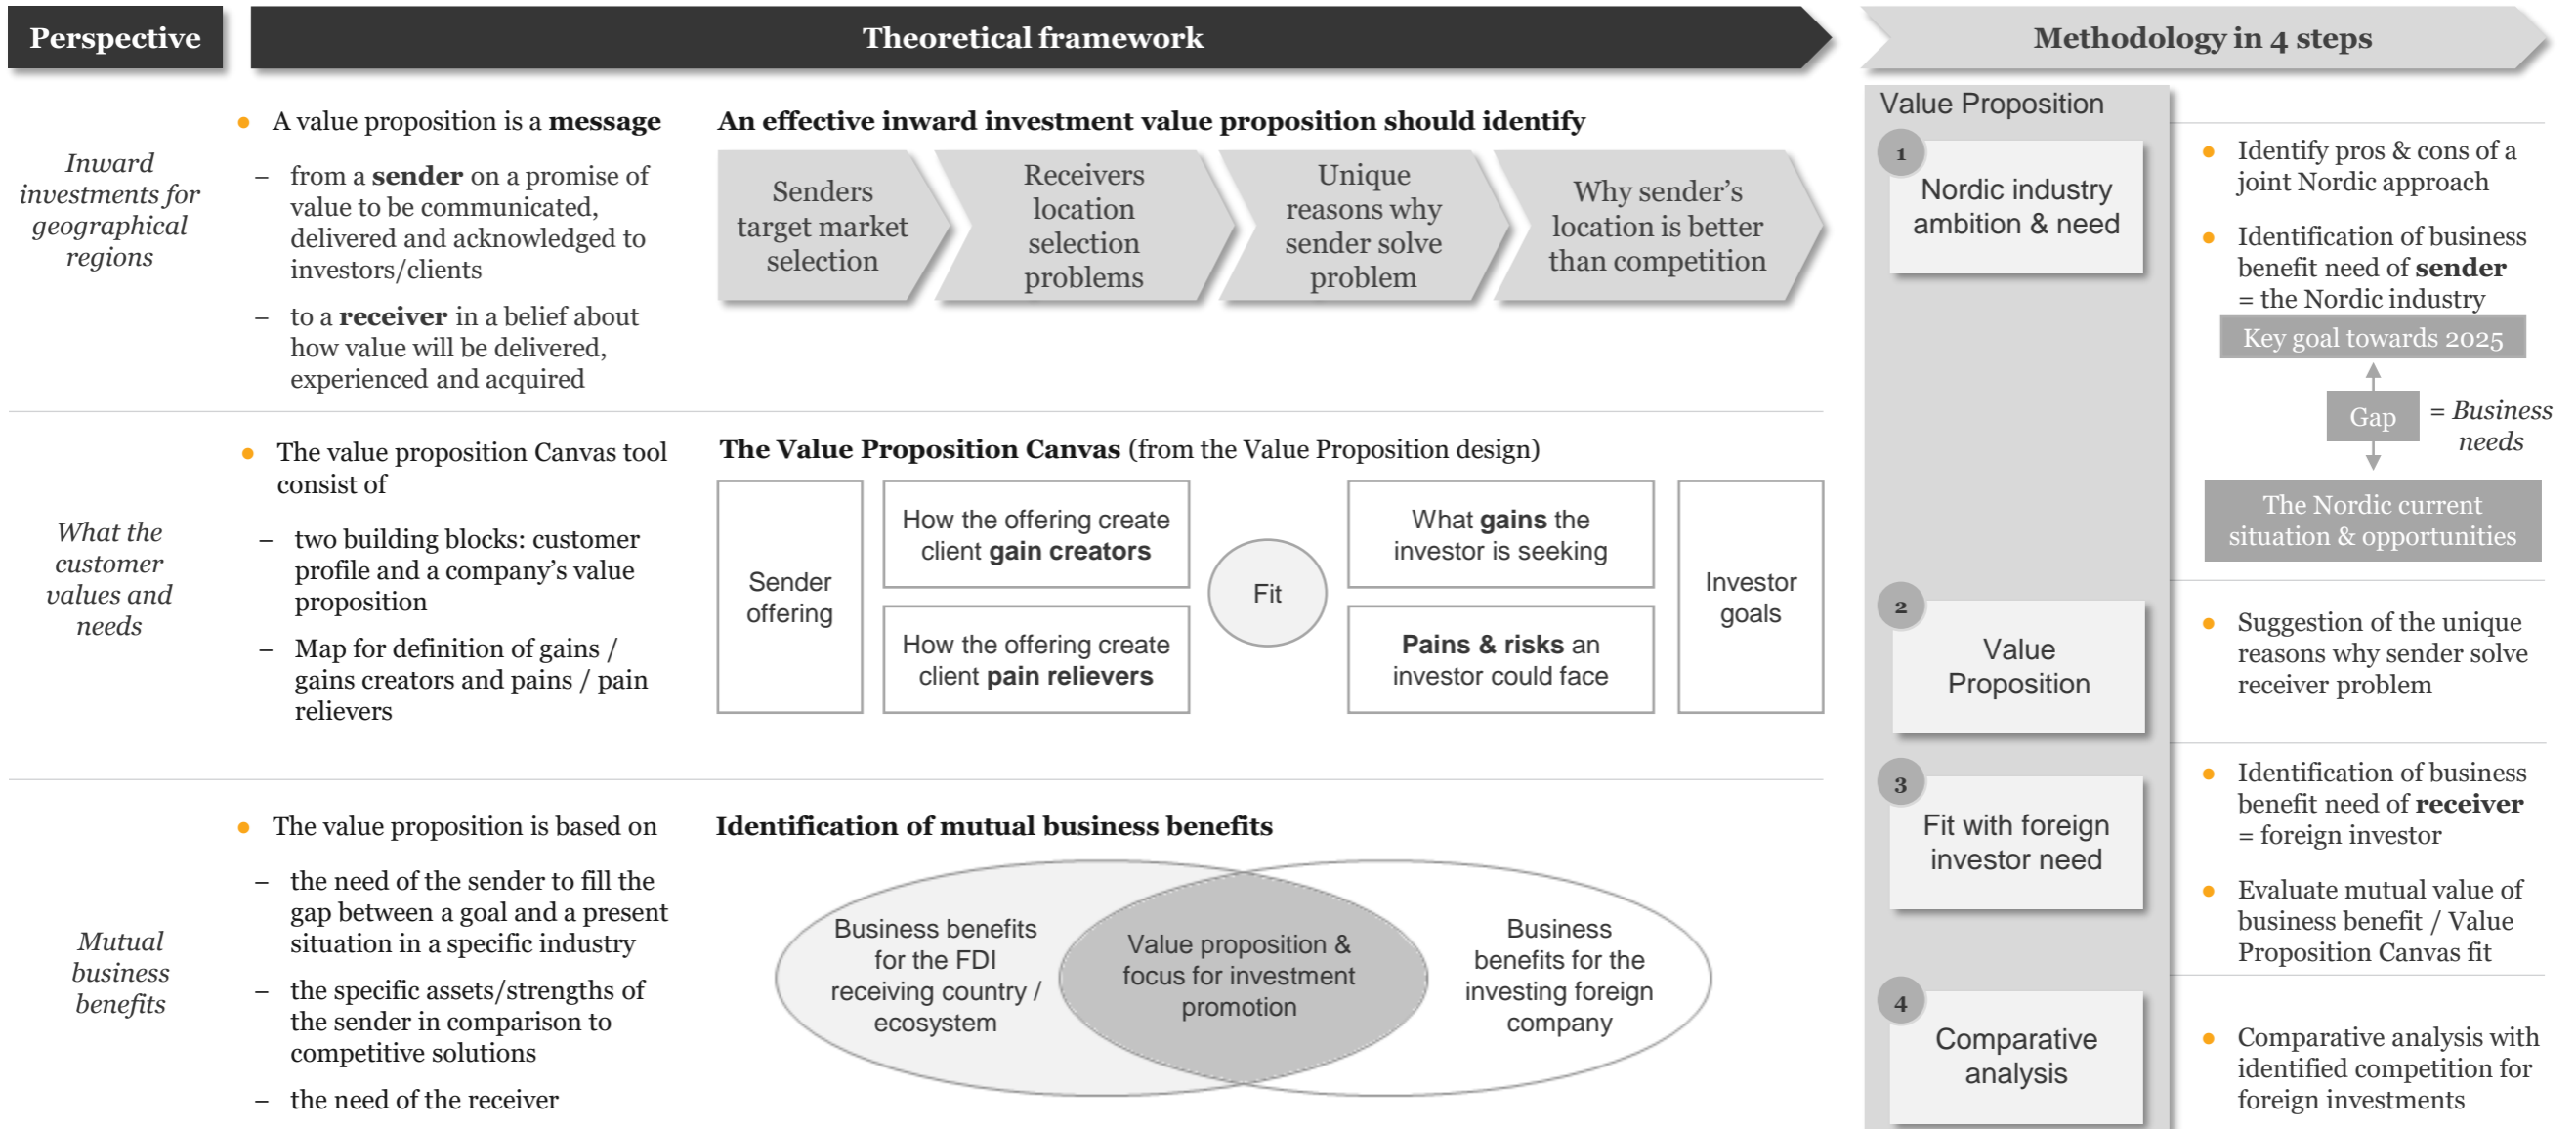 Perspective
Theoretical framework
Methodology in 4 steps
Inward
investments for
geographical
regions
● A value proposition is a message
– from a sender on a promise of
value to be communicated,
delivered and acknowledged to
investors/clients
– to a receiver in a belief about
how value will be delivered,
experienced and acquired
An effective inward investment value proposition should identify
Senders
target market
selection
Receivers
location
selection
problems
Unique
reasons why
sender solve
problem
Why sender’s
location is better
than competition
What the
customer
values and
needs
● The value proposition Canvas tool
consist of
– two building blocks: customer
profile and a company’s value
proposition
– Map for definition of gains /
gains creators and pains / pain
relievers
The Value Proposition Canvas (from the Value Proposition design)
Sender
offering
How the offering create
client gain creators
How the offering create
client pain relievers
Fit
What gains the
investor is seeking
Pains & risks an
investor could face
Investor
goals
Mutual
business
benefits
● The value proposition is based on
– the need of the sender to fill the
gap between a goal and a present
situation in a specific industry
– the specific assets/strengths of
the sender in comparison to
competitive solutions
– the need of the receiver
Identification of mutual business benefits
Business benefits
for the FDI
receiving country /
ecosystem
Value proposition &
focus for investment
promotion
Business
benefits for the
investing foreign
company
Value Proposition
1
Nordic industry
ambition & need
● Identify pros & cons of a
joint Nordic approach
● Identification of business
benefit need of sender
= the Nordic industry
Key goal towards 2025
Gap
= Business
needs
The Nordic current
situation & opportunities
2
Value
Proposition
● Suggestion of the unique
reasons why sender solve
receiver problem
3
Fit with foreign
investor need
● Identification of business
benefit need of receiver
= foreign investor
● Evaluate mutual value of
business benefit / Value
Proposition Canvas fit
4
Comparative
analysis
● Comparative analysis with
identified competition for
foreign investments